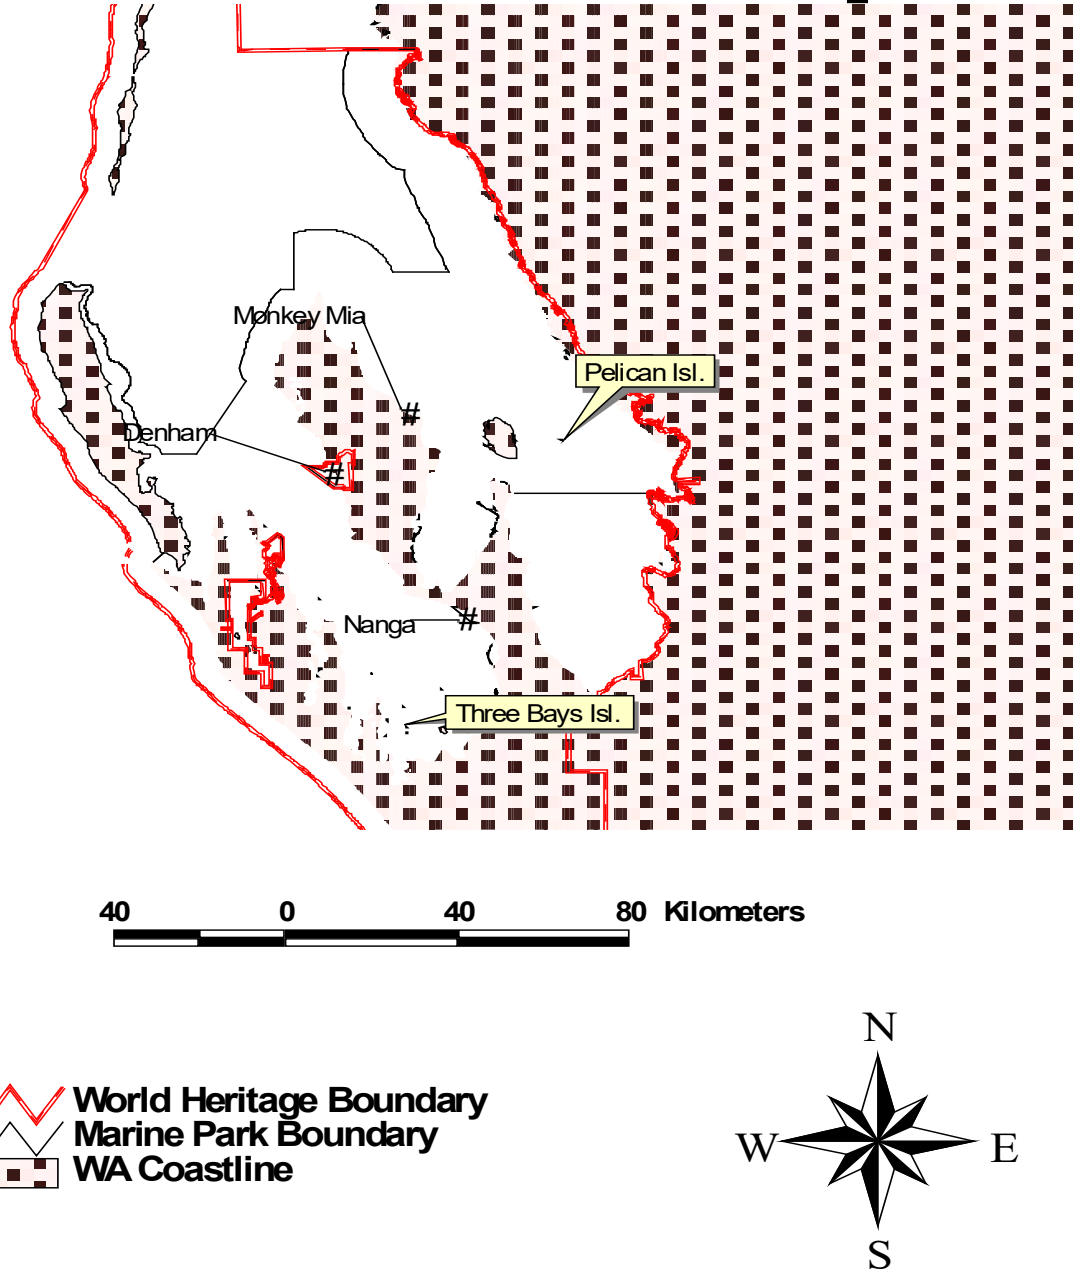 Monkey Mia
#
Pelican Isl.
Denham
#
Nanga
#
Three Bays Isl.
40 0 40 80 Kilometers
N
W E
S
World Heritage Boundary
Marine Park Boundary
WA Coastline